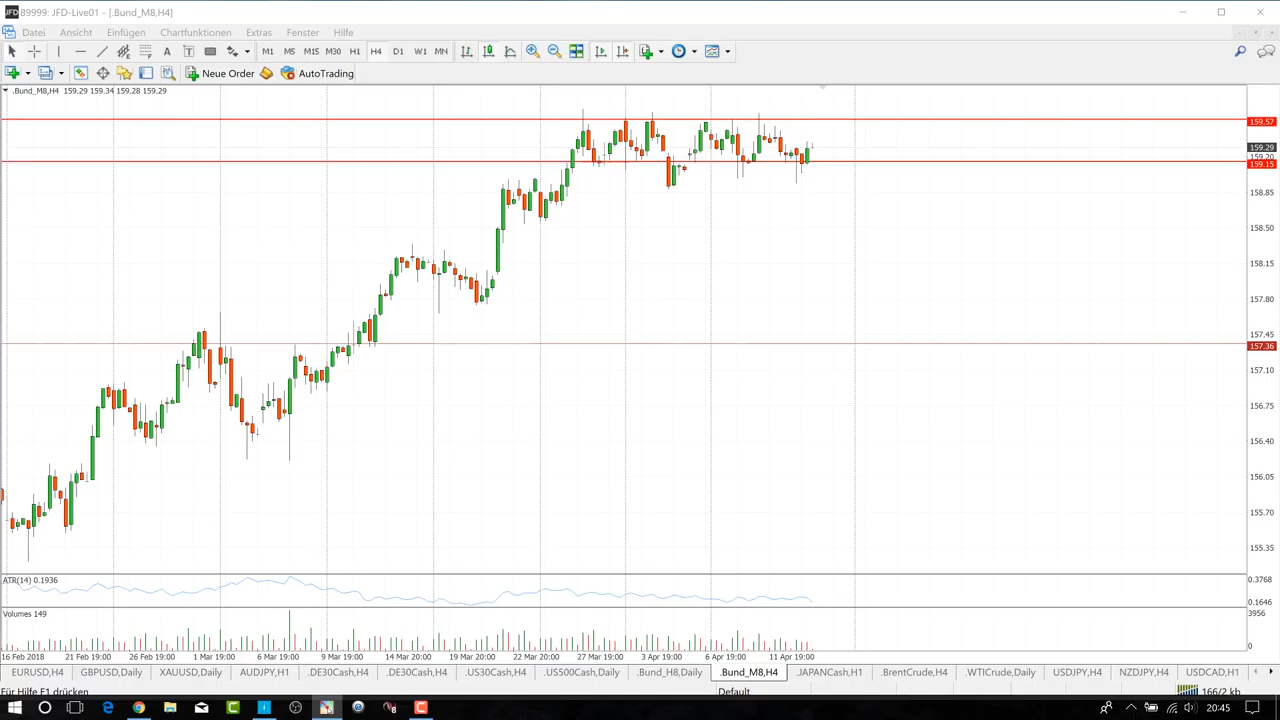 JFD 89999: JFD-Live01 - [.Bund_M8,H4]
Datei Ansicht Einfügen Chartfunktionen Extras Fenster Hilfe
A T M1 M5 M15 M30 H1 H4 D1 W1 MN
Neue Order AutoTrading
.Bund_M8,H4 159.29 159.34 159.28 159.29
159.57
159.29
159.20
159.15
158.85
158.50
158.15
157.80
157.45
157.36
157.10
156.75
156.40
156.05
155.70
155.35
ATR(14) 0.1936
0.3768
0.1646
Volumes 149
3956
0
16 Feb 2018 21 Feb 19:00 26 Feb 19:00 1 Mar 19:00 6 Mar 19:00 9 Mar 19:00 14 Mar 20:00 19 Mar 20:00 22 Mar 20:00 27 Mar 19:00 3 Apr 19:00 6 Apr 19:00 11 Apr 19:00
EURUSD,H4 GBPUSD,Daily XAUUSD,Daily AUDJPY,H1 .DE30Cash,H4 .DE30Cash,H4 .US30Cash,H4 .US500Cash,Daily .Bund_H8,Daily .Bund_M8,H4 .JAPANCash,H1 .BrentCrude,H4 .WTICrude,Daily USDJPY,H4 NZDJPY,H4 USDCAD,H1
Für Hilfe F1 drücken Default 166/2 kb
20:45